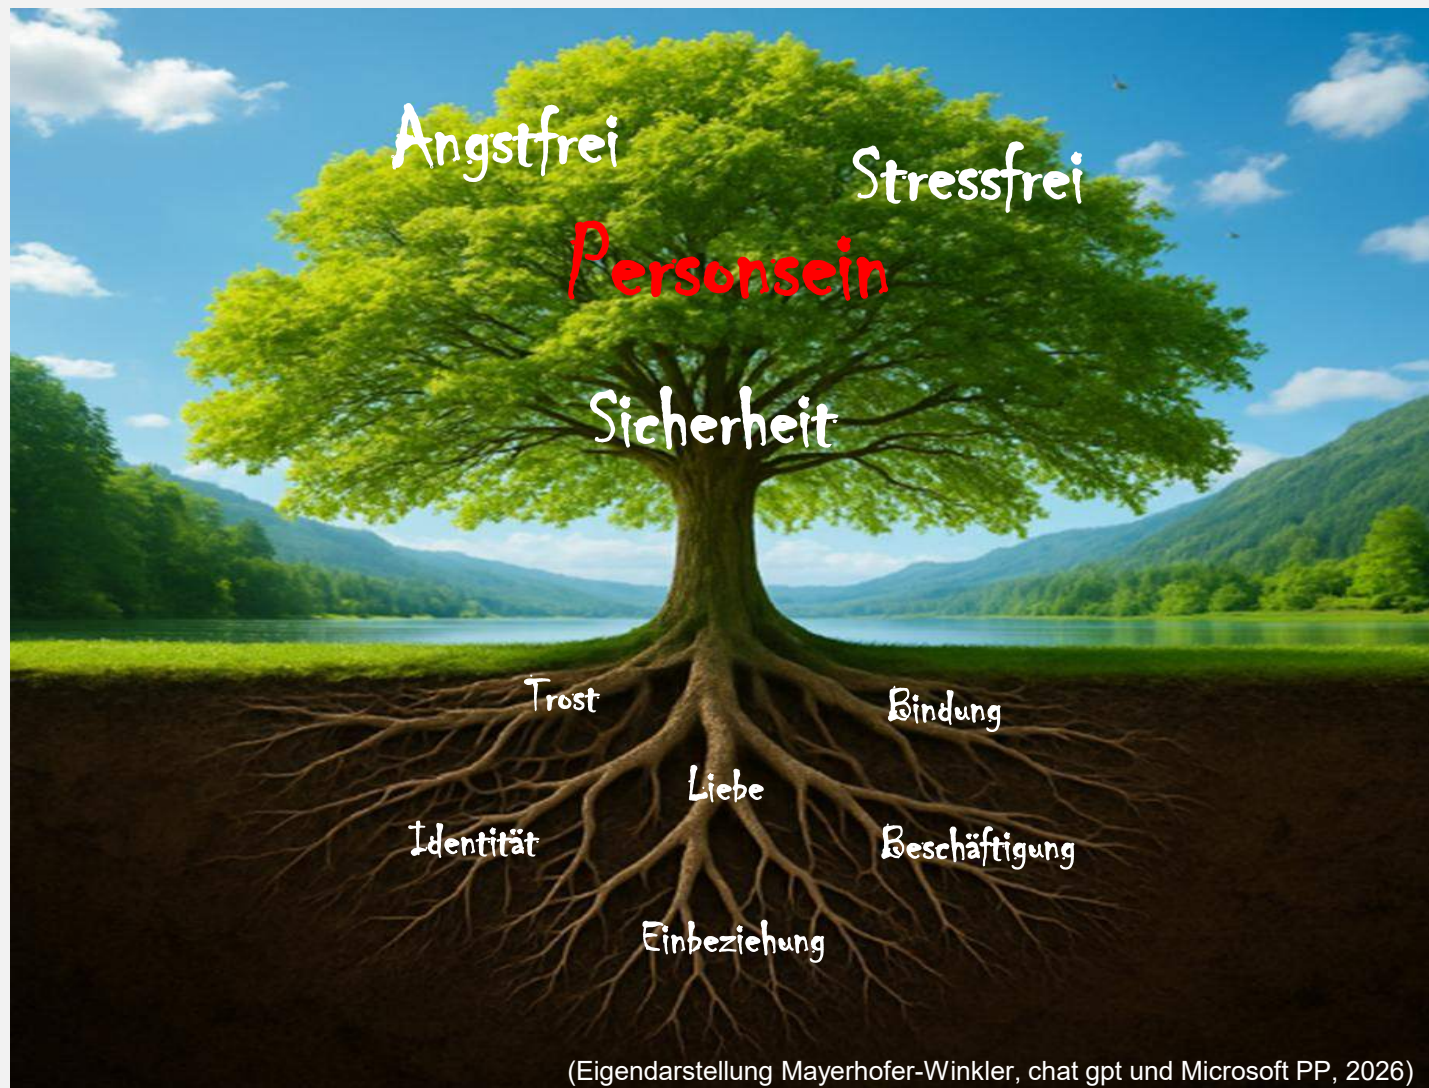 Angstfrei
Stressfrei
Personsein
Sicherheit
Trost
Bindung
Liebe
Identität
Beschäftigung
Einbeziehung
(Eigendarstellung Mayerhofer-Winkler, chat gpt und Microsoft PP, 2026)